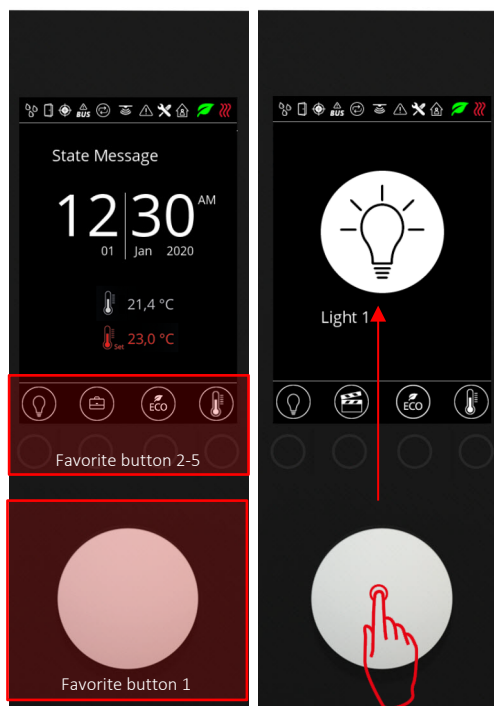 BUS
State Message
12 30 AM
01 Jan 2020
21,4 °C
Set 23,0 °C
ECO
Favorite button 2-5
Favorite button 1
BUS
Light 1
ECO